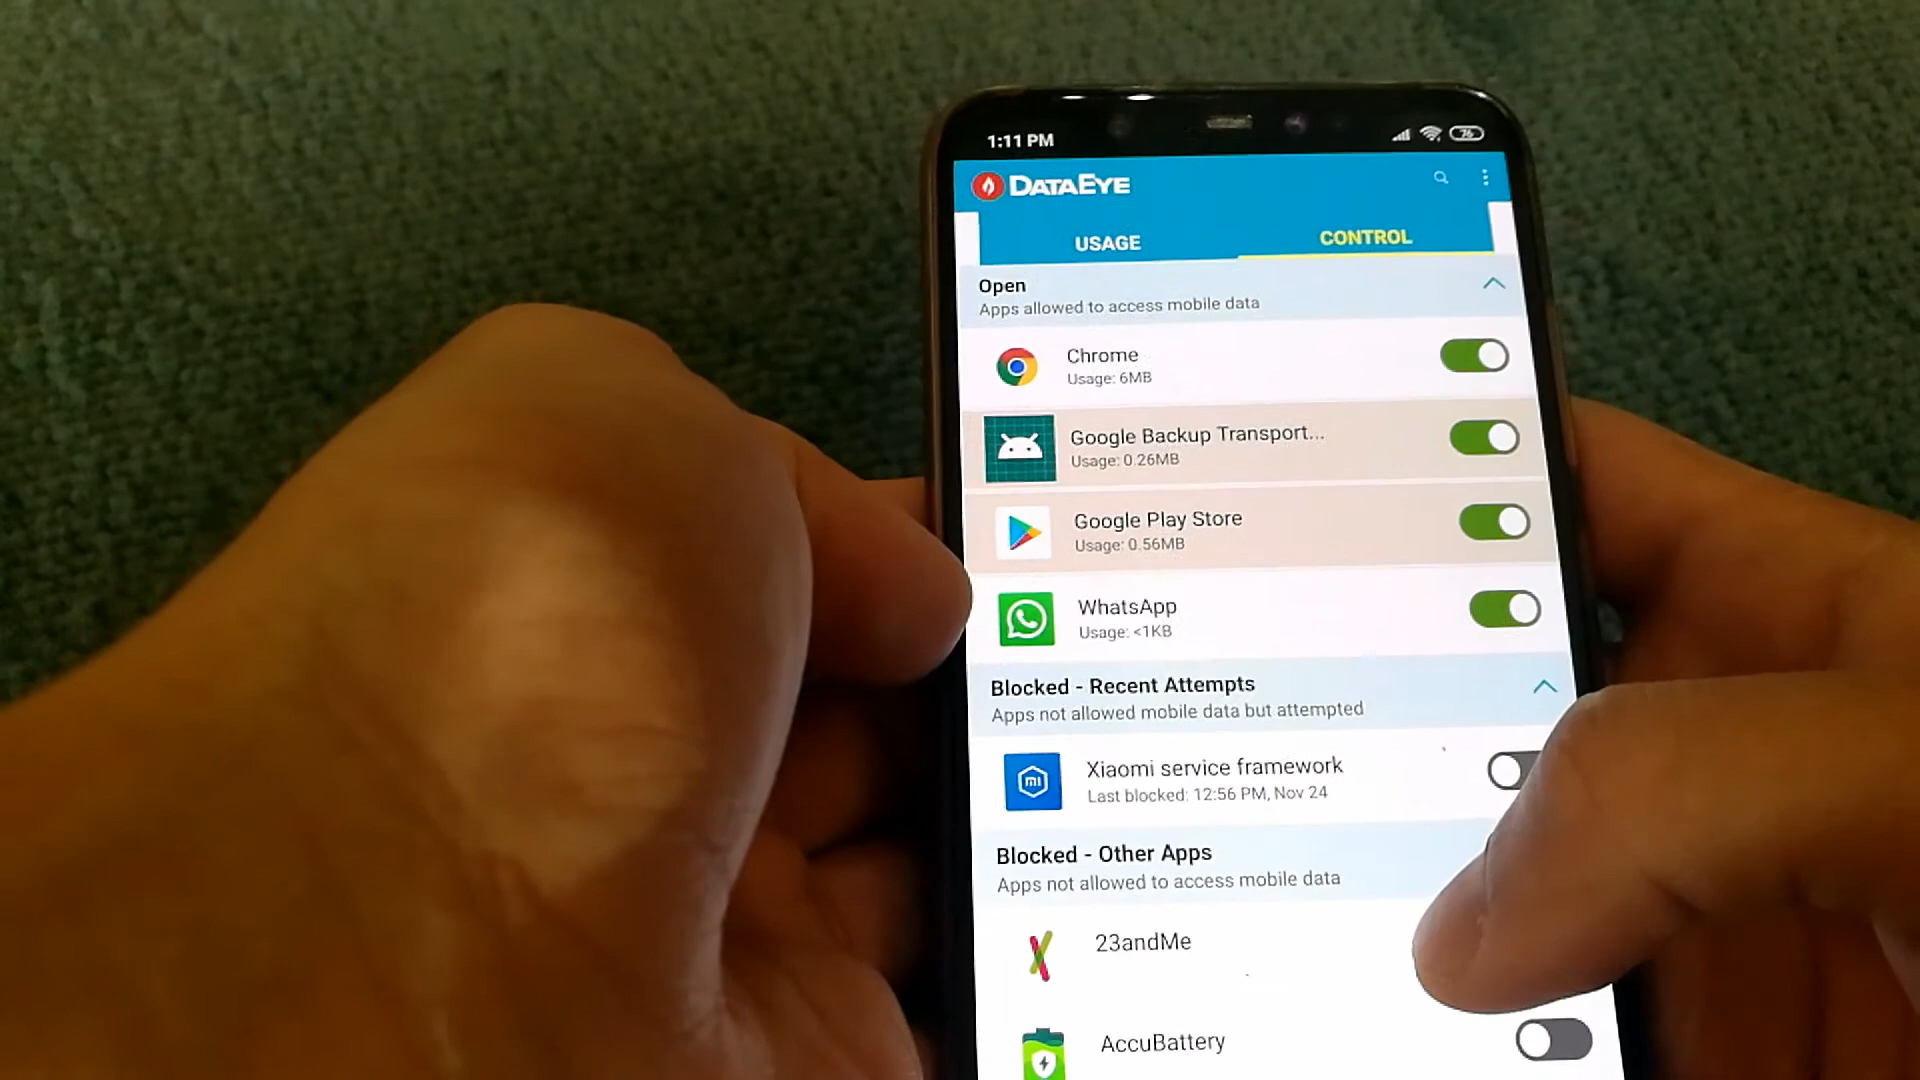 1:11 PM
76
DATAEYE
USAGE
CONTROL
Open
Apps allowed to access mobile data
Chrome
Usage: 6MB
Google Backup Transport...
Usage: 0.26MB
Google Play Store
Usage: 0.56MB
WhatsApp
Usage: <1KB
Blocked - Recent Attempts
Apps not allowed mobile data but attempted
mi
Xiaomi service framework
Last blocked: 12:56 PM, Nov 24
Blocked - Other Apps
Apps not allowed to access mobile data
23andMe
AccuBattery